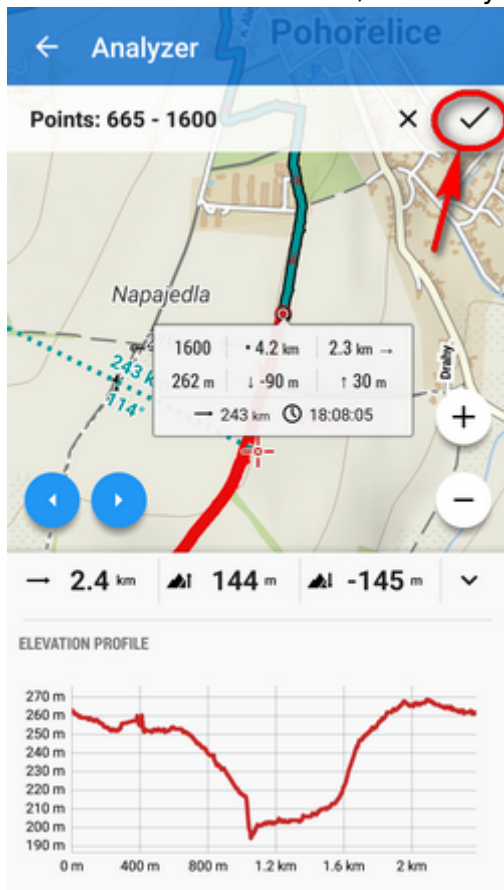 ← Analyzer
Pohořelice
Points: 665 - 1600
Napajedla
Drahy
1600 • 4.2 km 2.3 km →
262 m ↓ -90 m ↑ 30 m
→ 243 km 18:08:05
114°
+
−
→ 2.4 km 144 m -145 m
ELEVATION PROFILE
270 m
260 m
250 m
240 m
230 m
220 m
210 m
200 m
190 m
0 m 400 m 800 m 1.2 km 1.6 km 2 km